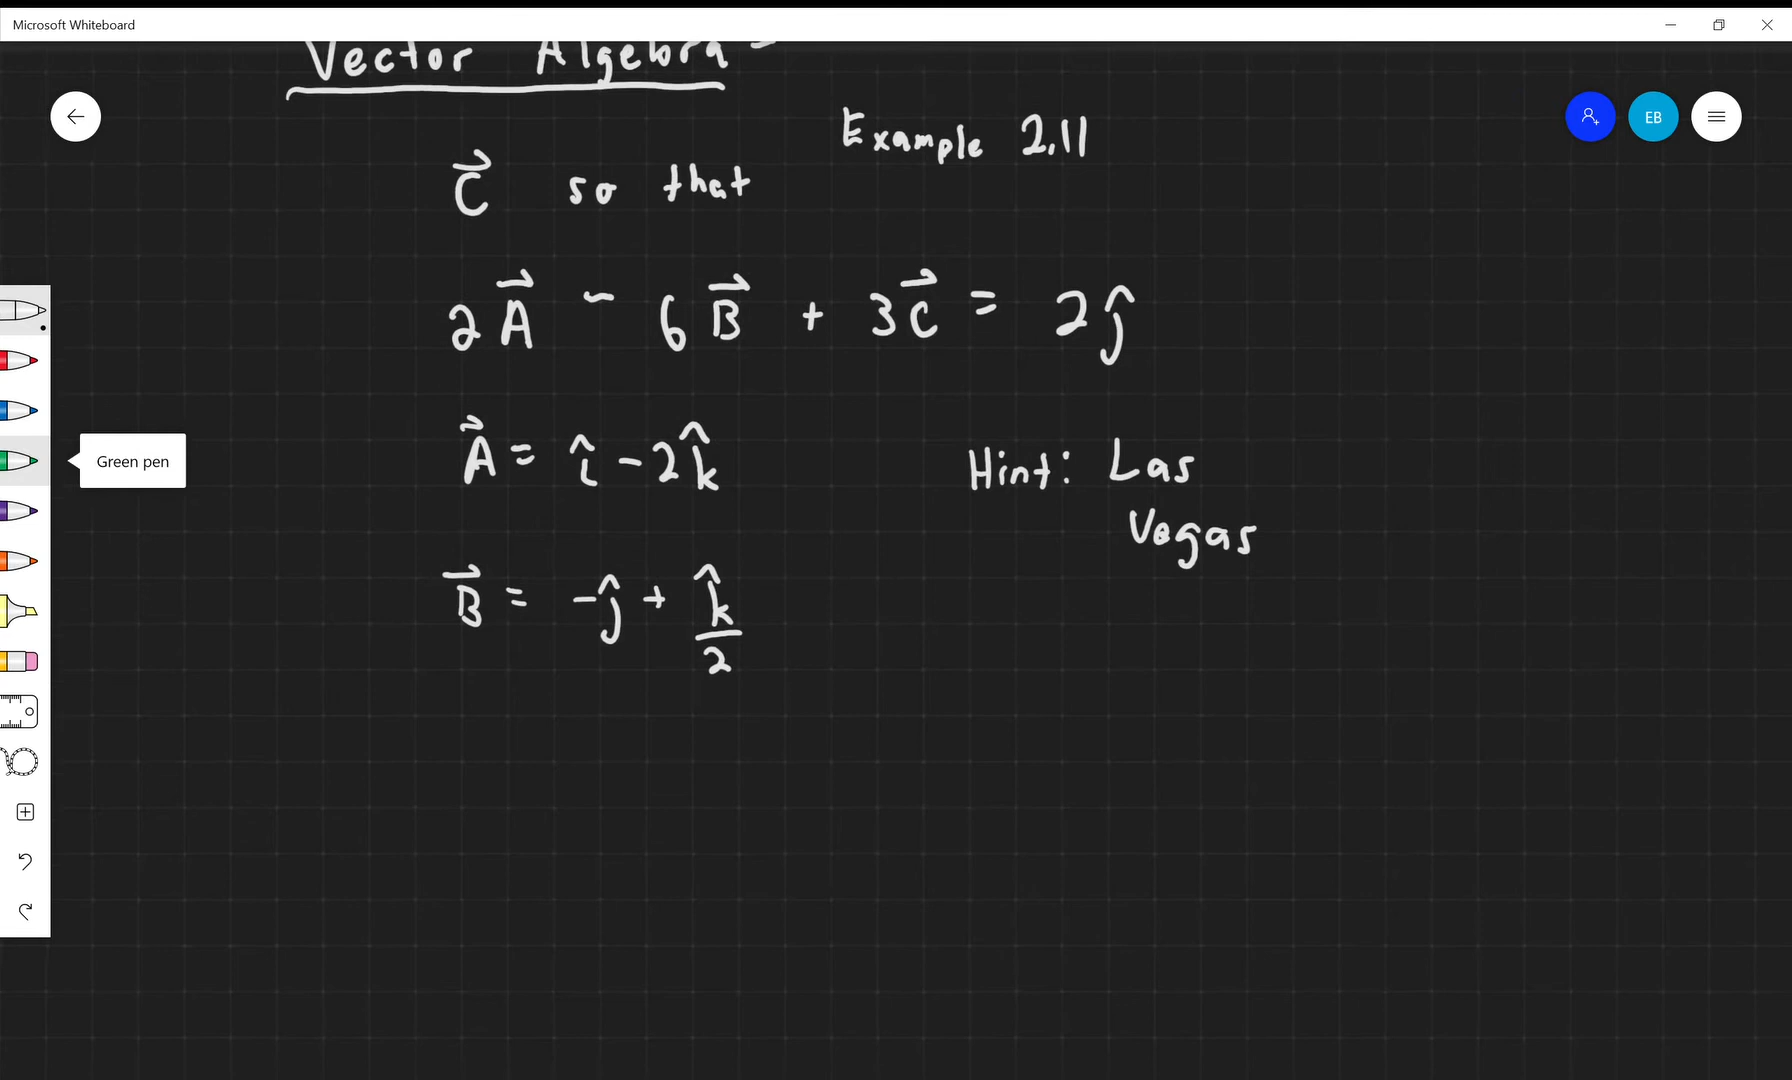 Microsoft Whiteboard
Vector Algebra -
Example 2.11
C⃗ so that
EB
2A⃗ - 6B⃗ + 3C⃗ = 2ĵ
A⃗ = î - 2k̂
Hint: Las
Vegas
Green pen
B⃗ = -ĵ + k̂
2